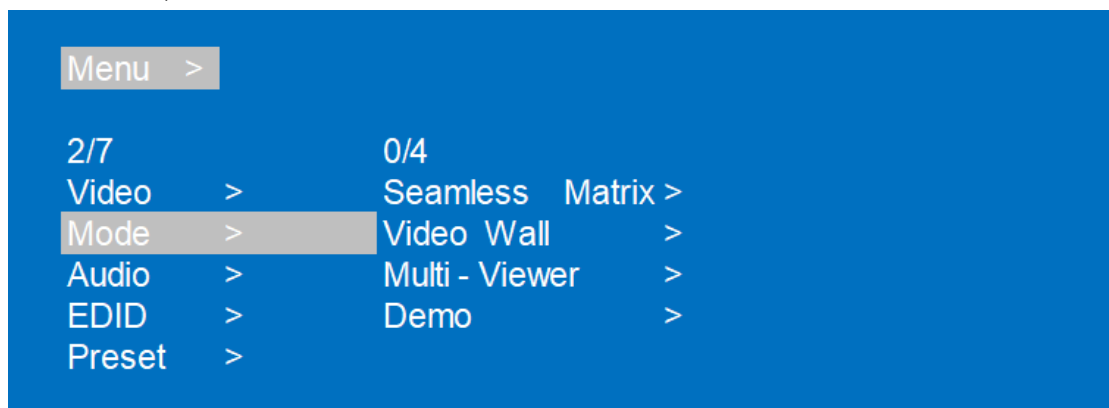 Menu >
2/7 0/4
Video > Seamless Matrix >
Mode > Video Wall >
Audio > Multi - Viewer >
EDID > Demo >
Preset >